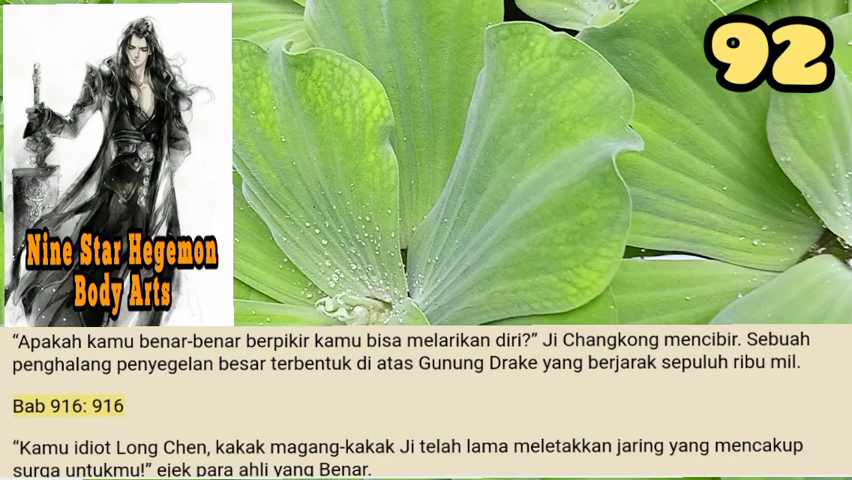 92
Nine Star Hegemon
Body Arts
“Apakah kamu benar-benar berpikir kamu bisa melarikan diri?” Ji Changkong mencibir. Sebuah
penghalang penyegelan besar terbentuk di atas Gunung Drake yang berjarak sepuluh ribu mil.
Bab 916: 916
“Kamu idiot Long Chen, kakak magang-kakak Ji telah lama meletakkan jaring yang mencakup
surga untukmu!” ejek para ahli yang Benar.